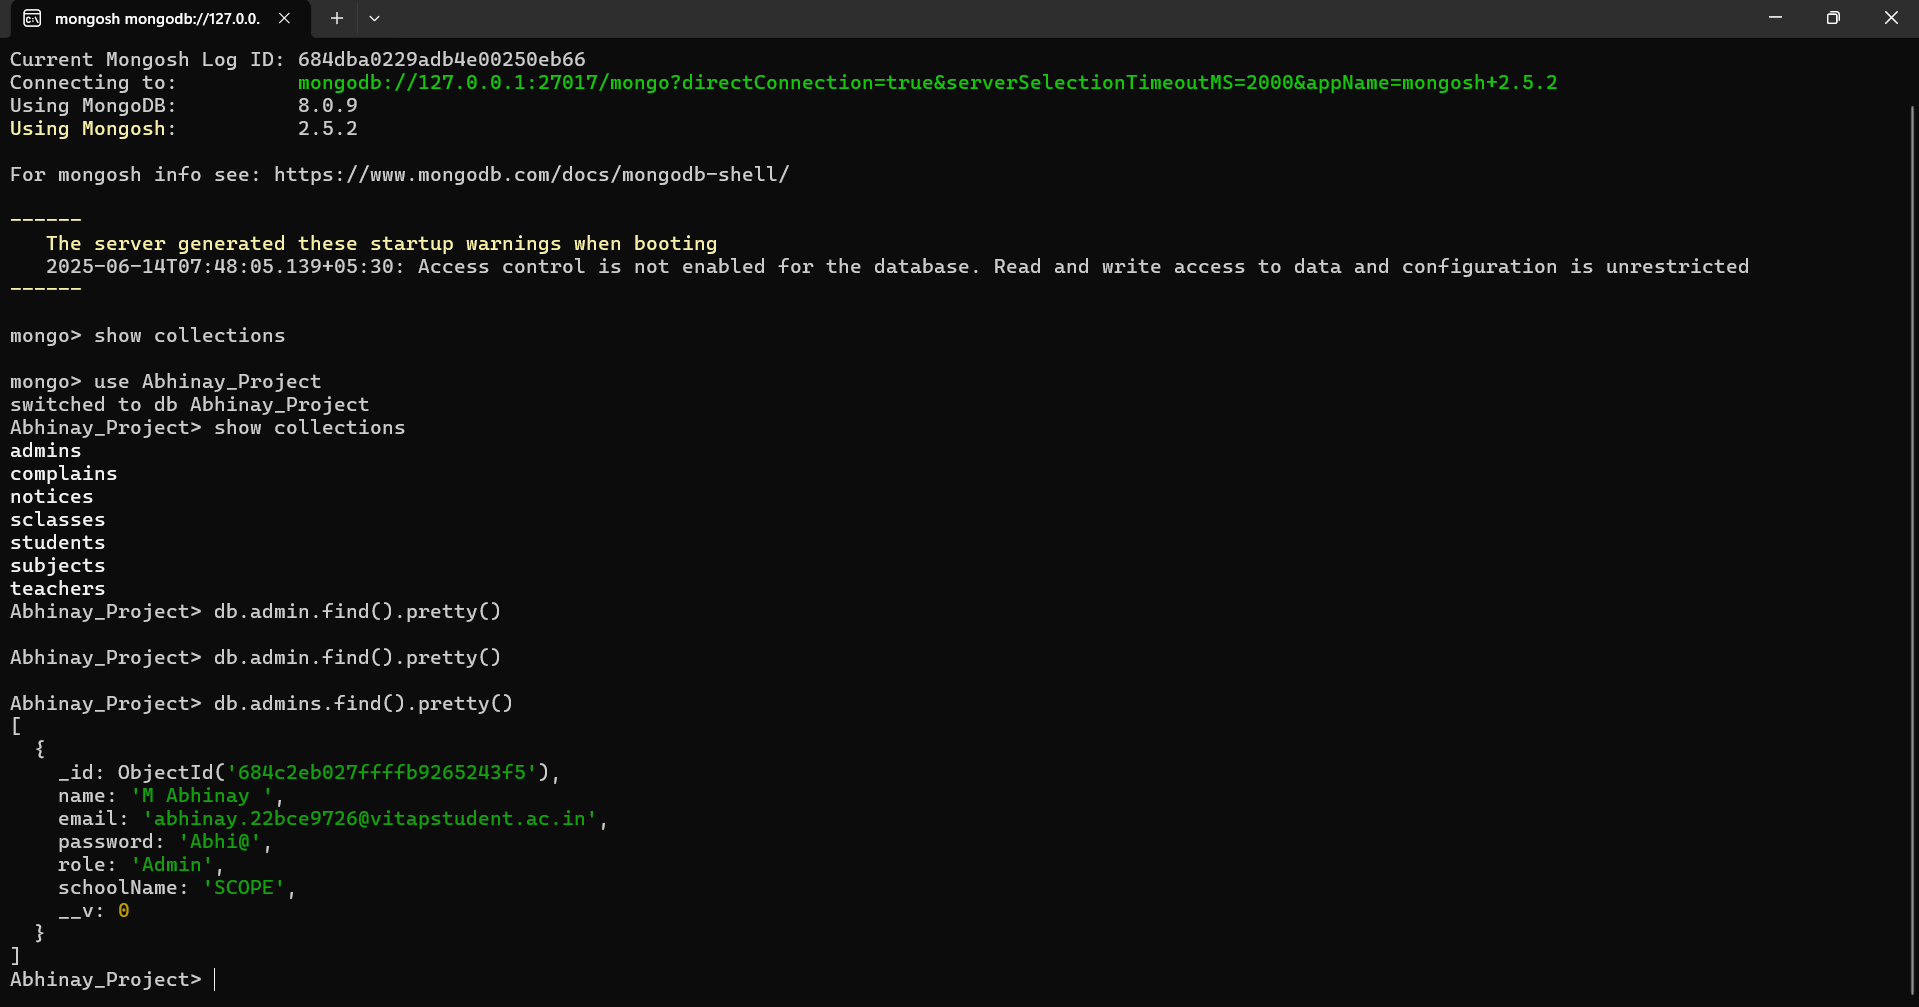 mongosh mongodb://127.0.0.
Current Mongosh Log ID: 684dba0229adb4e00250eb66
Connecting to:          mongodb://127.0.0.1:27017/mongo?directConnection=true&serverSelectionTimeoutMS=2000&appName=mongosh+2.5.2
Using MongoDB:          8.0.9
Using Mongosh:          2.5.2
For mongosh info see: https://www.mongodb.com/docs/mongodb-shell/
------
   The server generated these startup warnings when booting
   2025-06-14T07:48:05.139+05:30: Access control is not enabled for the database. Read and write access to data and configuration is unrestricted
------
mongo> show collections
mongo> use Abhinay_Project
switched to db Abhinay_Project
Abhinay_Project> show collections
admins
complains
notices
sclasses
students
subjects
teachers
Abhinay_Project> db.admin.find().pretty()
Abhinay_Project> db.admin.find().pretty()
Abhinay_Project> db.admins.find().pretty()
[
  {
    _id: ObjectId('684c2eb027ffffb9265243f5'),
    name: 'M Abhinay ',
    email: 'abhinay.22bce9726@vitapstudent.ac.in',
    password: 'Abhi@',
    role: 'Admin',
    schoolName: 'SCOPE',
    __v: 0
  }
]
Abhinay_Project>